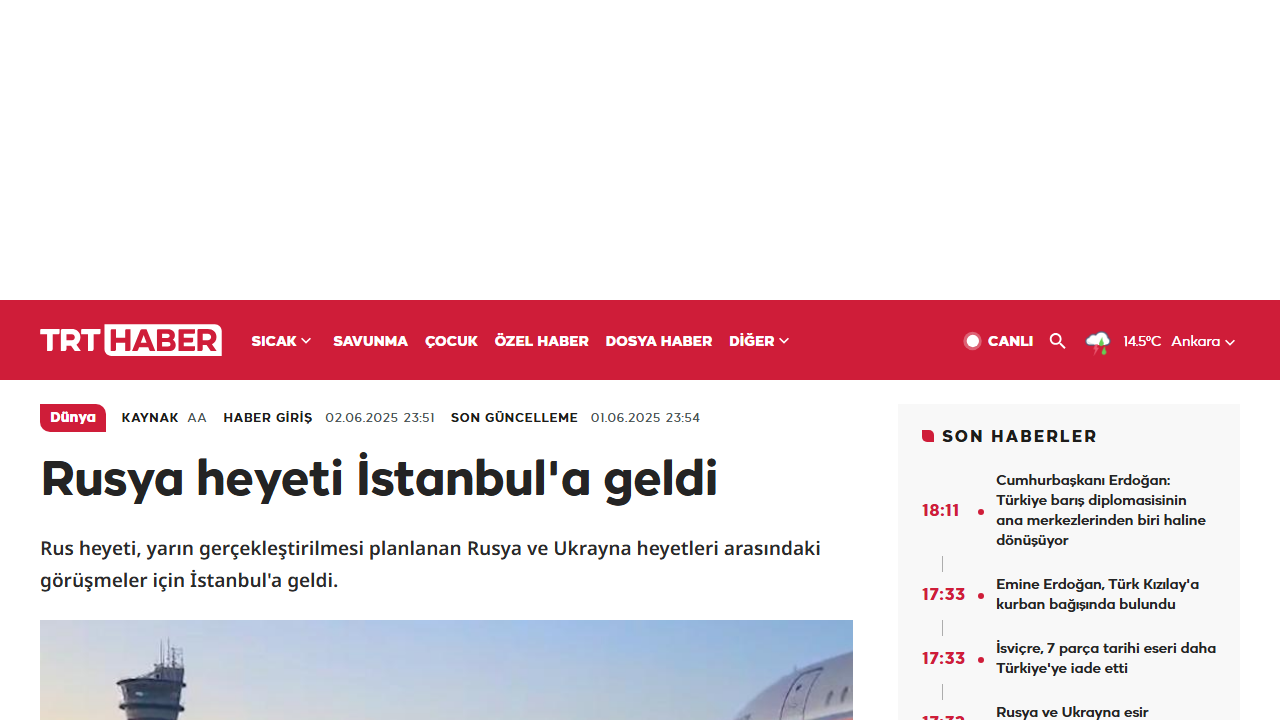 TRT HABER
SICAK
SAVUNMA
ÇOCUK
ÖZEL HABER
DOSYA HABER
DİĞER
CANLI
14.5°C
Ankara
Dünya
KAYNAK AA
HABER GİRİŞ 02.06.2025 23:51
SON GÜNCELLEME 01.06.2025 23:54
Rusya heyeti İstanbul'a geldi
Rus heyeti, yarın gerçekleştirilmesi planlanan Rusya ve Ukrayna heyetleri arasındaki
görüşmeler için İstanbul'a geldi.
SON HABERLER
18:11
Cumhurbaşkanı Erdoğan:
Türkiye barış diplomasisinin
ana merkezlerinden biri haline
dönüşüyor
17:33
Emine Erdoğan, Türk Kızılay'a
kurban bağışında bulundu
17:33
İsviçre, 7 parça tarihi eseri daha
Türkiye'ye iade etti
Rusya ve Ukrayna esir